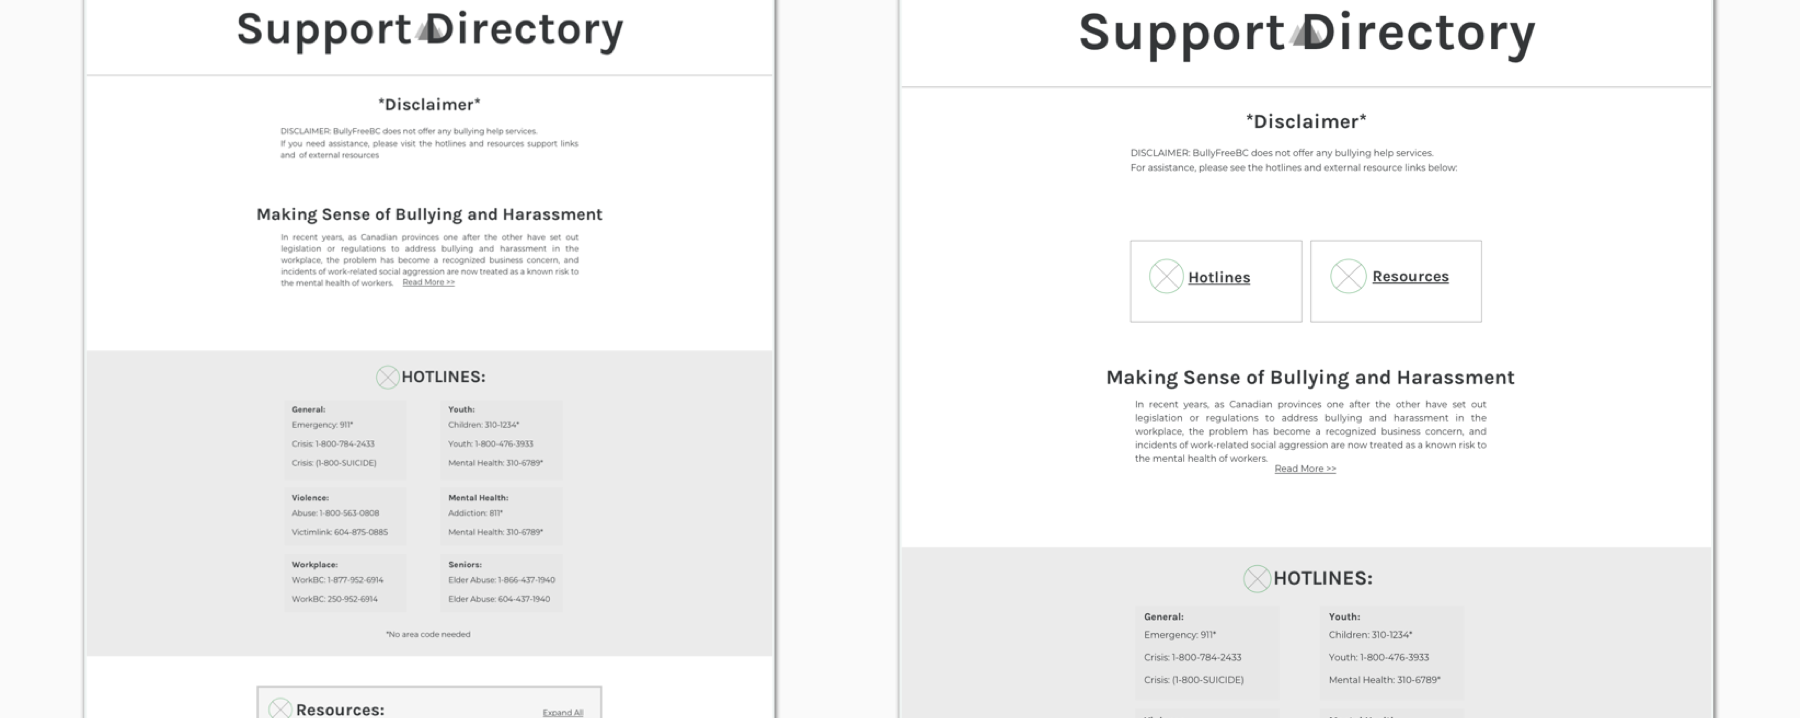 Support Directory
*Disclaimer*
DISCLAIMER: BullyFreeBC does not offer any bullying help services.
If you need assistance, please visit the hotlines and resources support links
and of external resources
Making Sense of Bullying and Harassment
In recent years, as Canadian provinces one after the other have set out
legislation or regulations to address bullying and harassment in the
workplace, the problem has become a recognized business concern, and
incidents of work-related social aggression are now treated as a known risk to
the mental health of workers. Read More >>
HOTLINES:
General:
Emergency: 911*
Crisis: 1-800-784-2433
Crisis: (1-800-SUICIDE)
Youth:
Children: 310-1234*
Youth: 1-800-476-3933
Mental Health: 310-6789*
Violence:
Abuse: 1-800-563-0808
Victimlink: 604-875-0885
Mental Health:
Addiction: 811*
Mental Health: 310-6789*
Workplace:
WorkBC: 1-877-952-6914
WorkBC: 250-952-6914
Seniors:
Elder Abuse: 1-866-437-1940
Elder Abuse: 604-437-1940
*No area code needed
Resources:
Expand All
Support Directory
*Disclaimer*
DISCLAIMER: BullyFreeBC does not offer any bullying help services.
For assistance, please see the hotlines and external resource links below:
Hotlines
Resources
Making Sense of Bullying and Harassment
In recent years, as Canadian provinces one after the other have set out
legislation or regulations to address bullying and harassment in the
workplace, the problem has become a recognized business concern, and
incidents of work-related social aggression are now treated as a known risk to
the mental health of workers.
Read More >>
HOTLINES:
General:
Emergency: 911*
Crisis: 1-800-784-2433
Crisis: (1-800-SUICIDE)
Youth:
Children: 310-1234*
Youth: 1-800-476-3933
Mental Health: 310-6789*